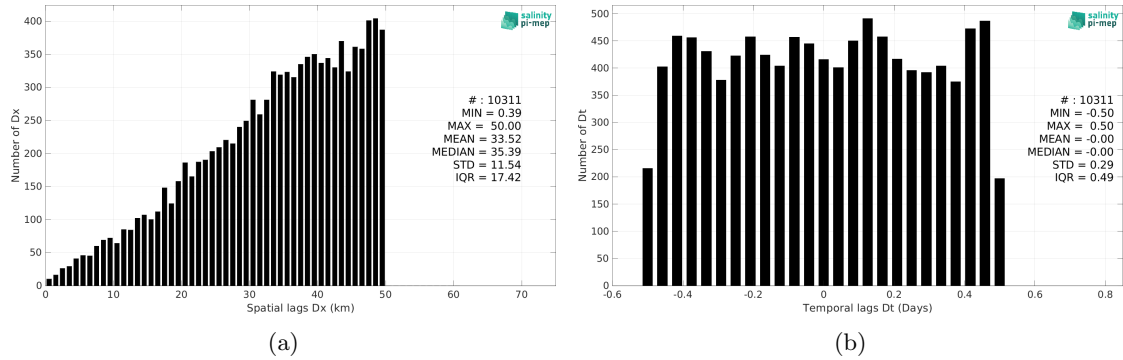 400
350
300
250
200
150
100
50
0
Number of Dx
0 10 20 30 40 50 60 70
Spatial lags Dx (km)
salinity
pi-mep
# : 10311
MIN = 0.39
MAX = 50.00
MEAN = 33.52
MEDIAN = 35.39
STD = 11.54
IQR = 17.42
(a)
500
450
400
350
300
250
200
150
100
50
0
Number of Dt
-0.6 -0.4 -0.2 0 0.2 0.4 0.6 0.8
Temporal lags Dt (Days)
salinity
pi-mep
# : 10311
MIN = -0.50
MAX = 0.50
MEAN = -0.00
MEDIAN = -0.00
STD = 0.29
IQR = 0.49
(b)